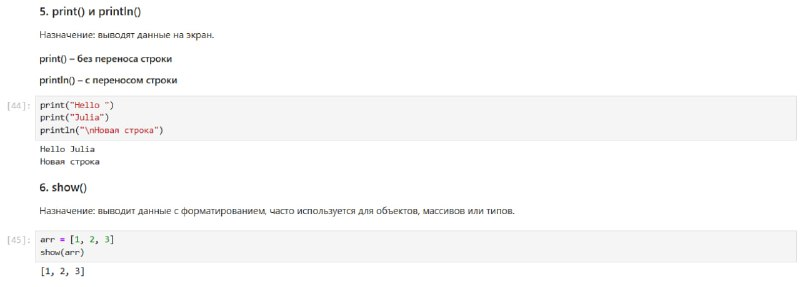 5. print() и println()
Назначение: выводят данные на экран.
print() – без переноса строки
println() – с переносом строки
[44]: print("Hello ")
print("Julia")
println("\nНовая строка")
Hello Julia
Новая строка
6. show()
Назначение: выводит данные с форматированием, часто используется для объектов, массивов или типов.
[45]: arr = [1, 2, 3]
show(arr)
[1, 2, 3]